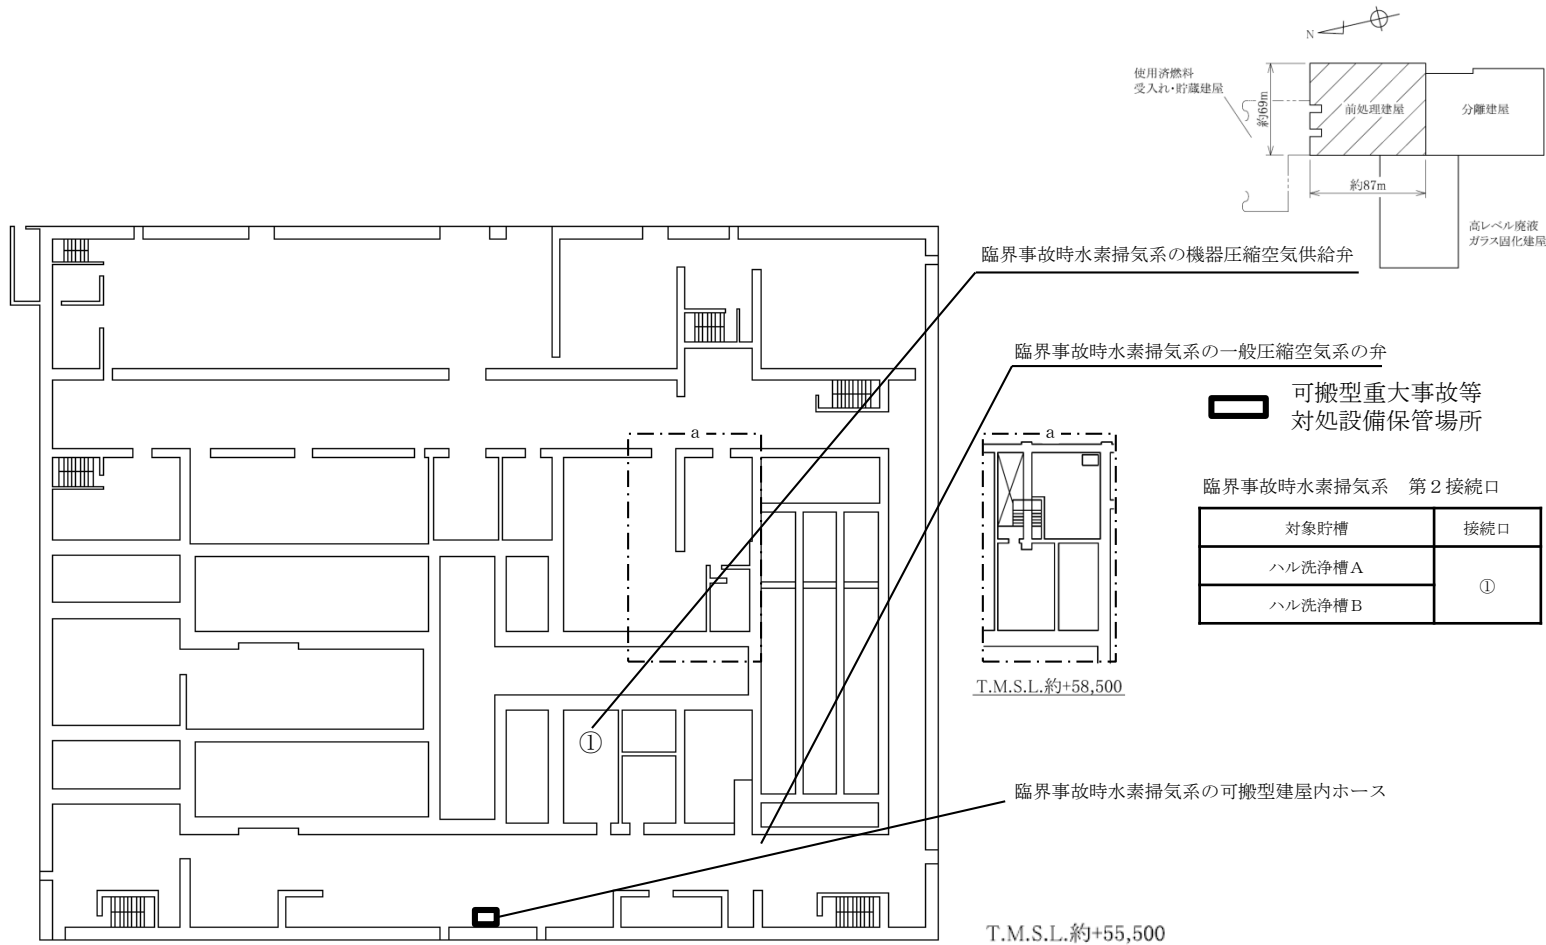 N
使用済燃料
受入れ・貯蔵建屋
約69m
前処理建屋
分離建屋
約87m
高レベル廃液
ガラス固化建屋
臨界事故時水素掃気系の機器圧縮空気供給弁
臨界事故時水素掃気系の一般圧縮空気系の弁
可搬型重大事故等
対処設備保管場所
a
a
臨界事故時水素掃気系　第２接続口
対象貯槽
接続口
ハル洗浄槽A
①
ハル洗浄槽B
T.M.S.L.約+58,500
①
臨界事故時水素掃気系の可搬型建屋内ホース
T.M.S.L.約+55,500